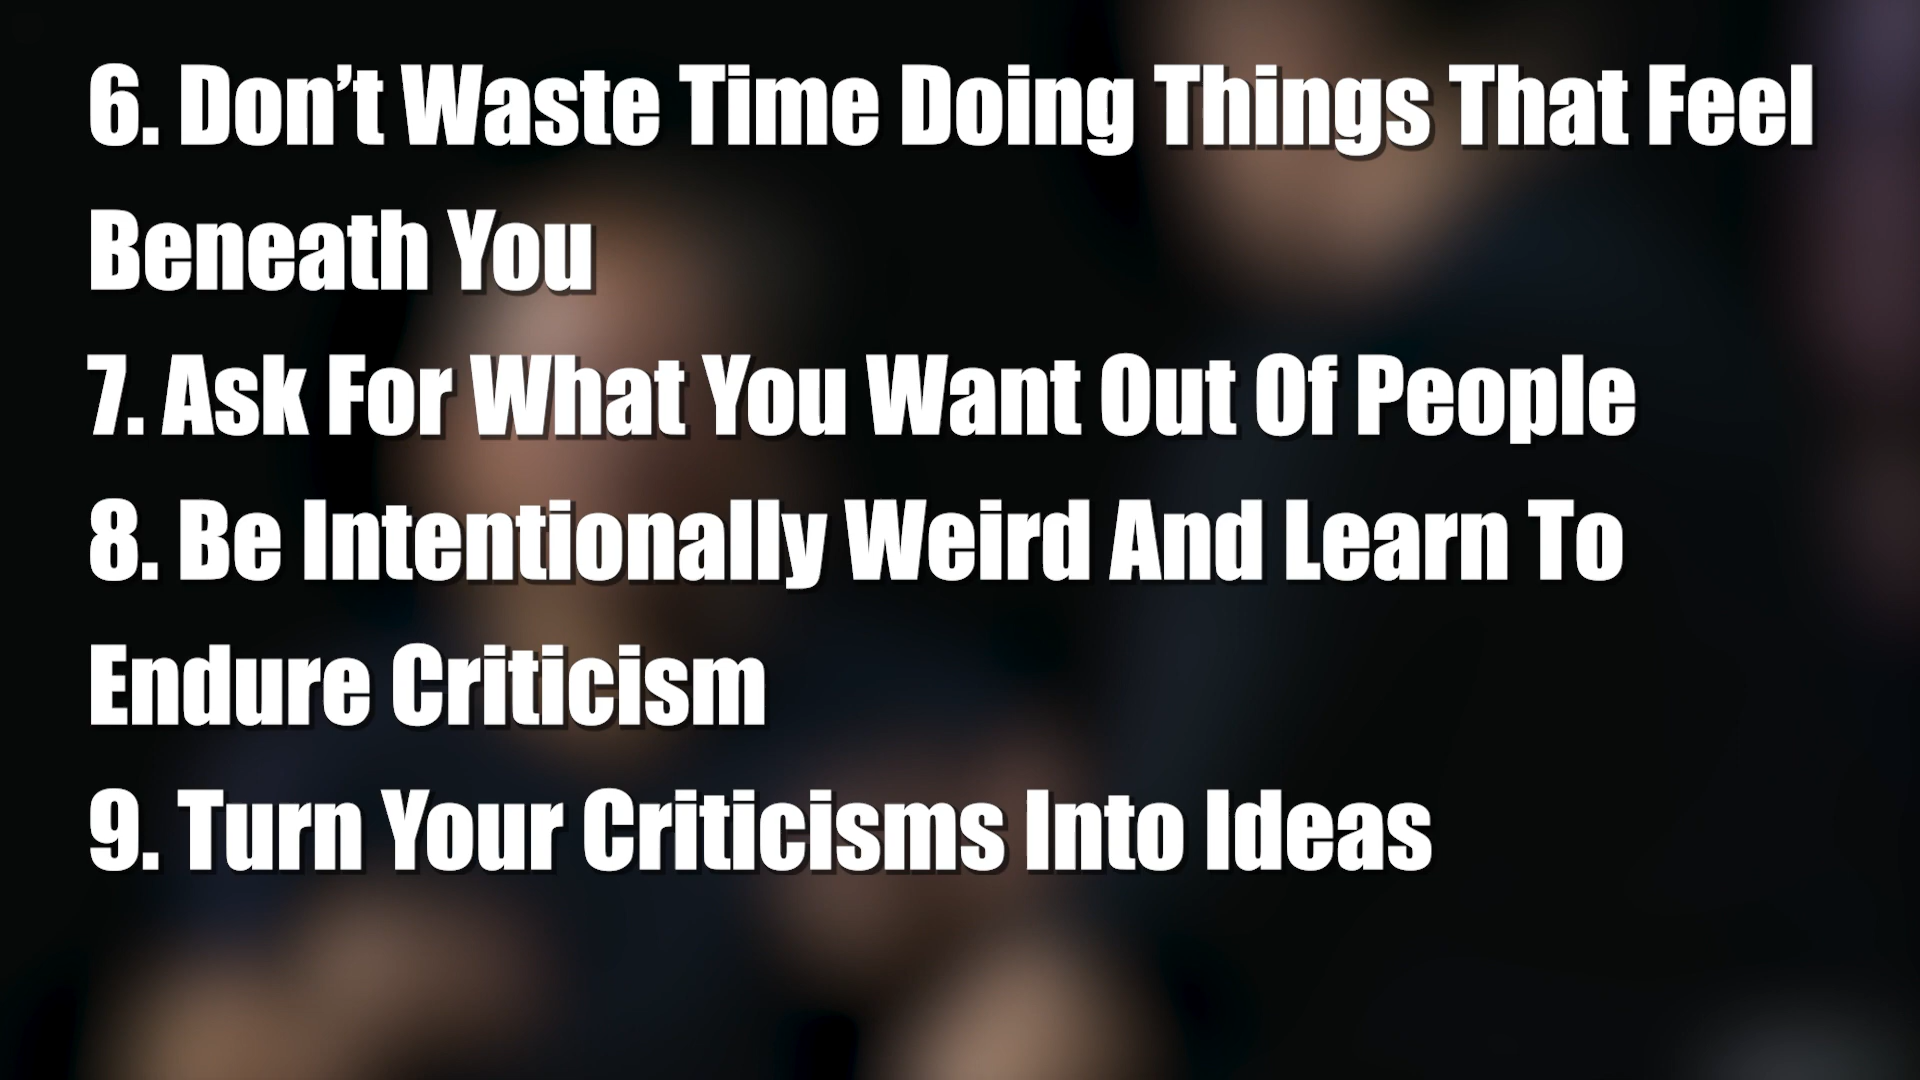 6. Don’t Waste Time Doing Things That Feel
Beneath You
7. Ask For What You Want Out Of People
8. Be Intentionally Weird And Learn To
Endure Criticism
9. Turn Your Criticisms Into Ideas